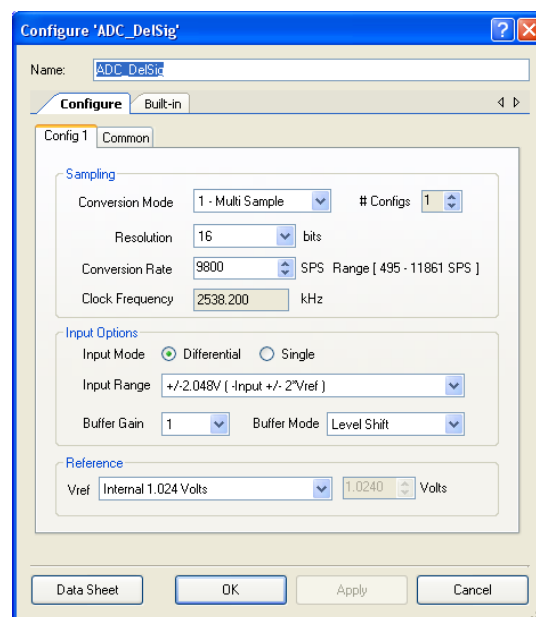 Configure 'ADC_DelSig'
Name: ADC_DelSig
Configure Built-in
Config 1 Common
Sampling
Conversion Mode 1 - Multi Sample # Configs 1
Resolution 16 bits
Conversion Rate 9800 SPS Range [ 495 - 11861 SPS ]
Clock Frequency 2538.200 kHz
Input Options
Input Mode Differential Single
Input Range +/-2.048V ( -Input +/- 2*Vref )
Buffer Gain 1 Buffer Mode Level Shift
Reference
Vref Internal 1.024 Volts 1.0240 Volts
Data Sheet OK Apply Cancel